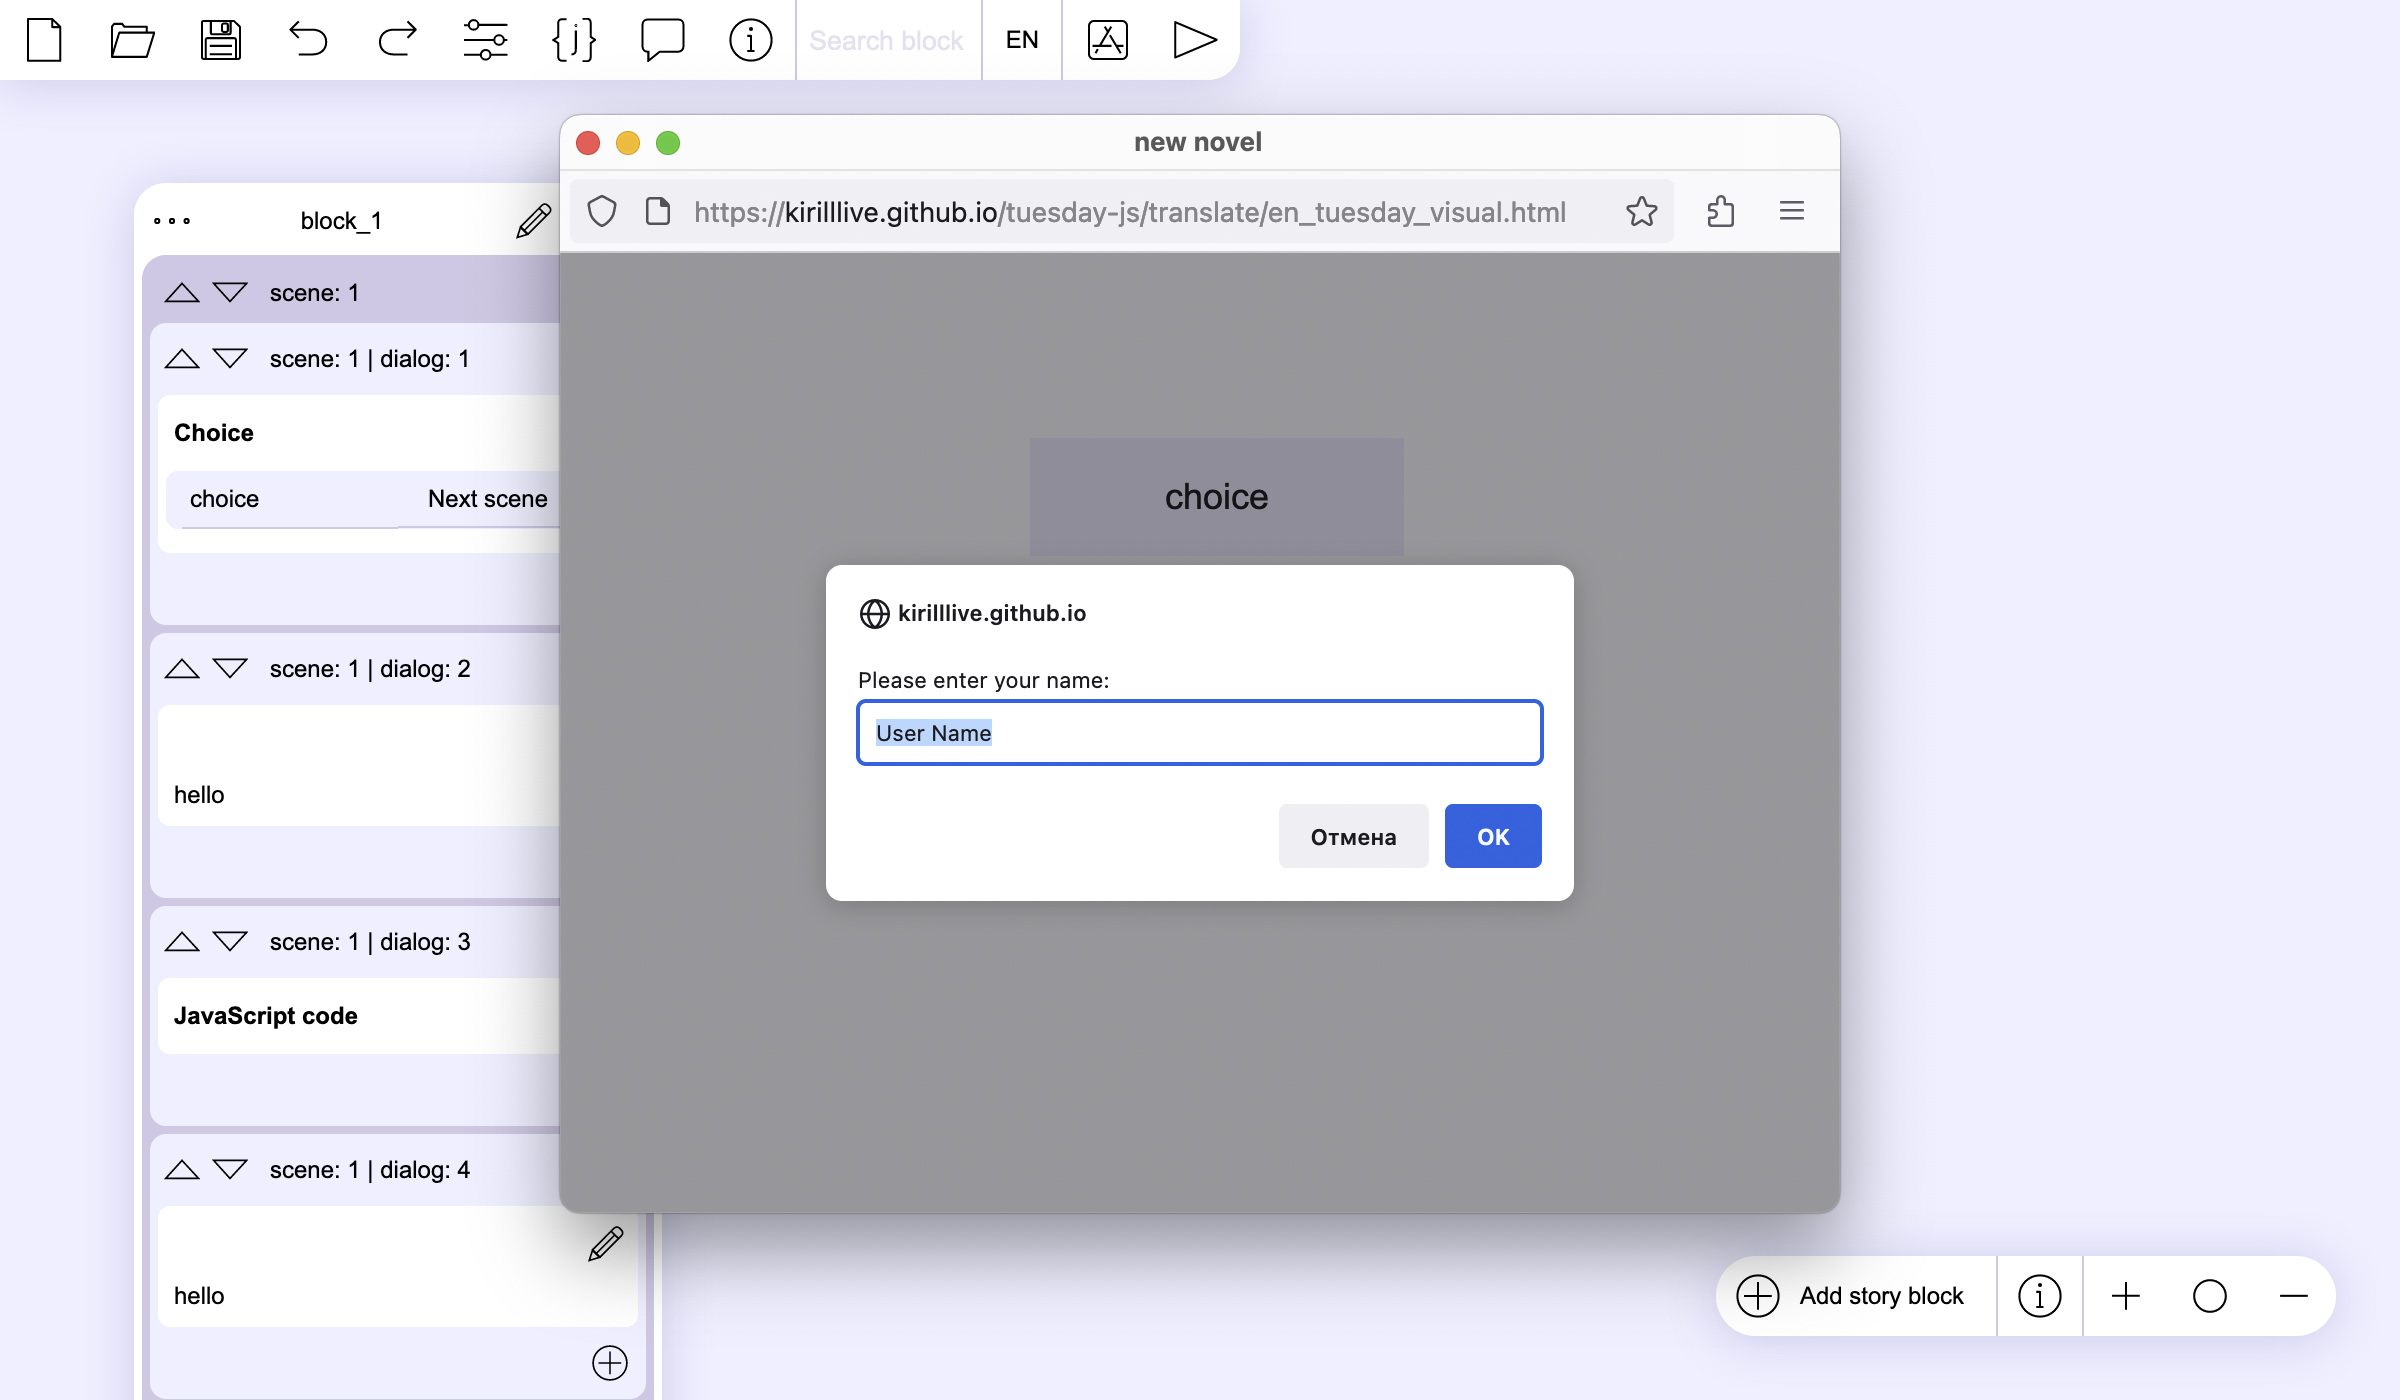 {j}
Search block
EN
block_1
scene: 1
scene: 1 | dialog: 1
Choice
choice
Next scene
scene: 1 | dialog: 2
hello
scene: 1 | dialog: 3
JavaScript code
scene: 1 | dialog: 4
hello
new novel
https://kirilllive.github.io/tuesday-js/translate/en_tuesday_visual.html
choice
kirilllive.github.io
Please enter your name:
User Name
Отмена
OK
Add story block